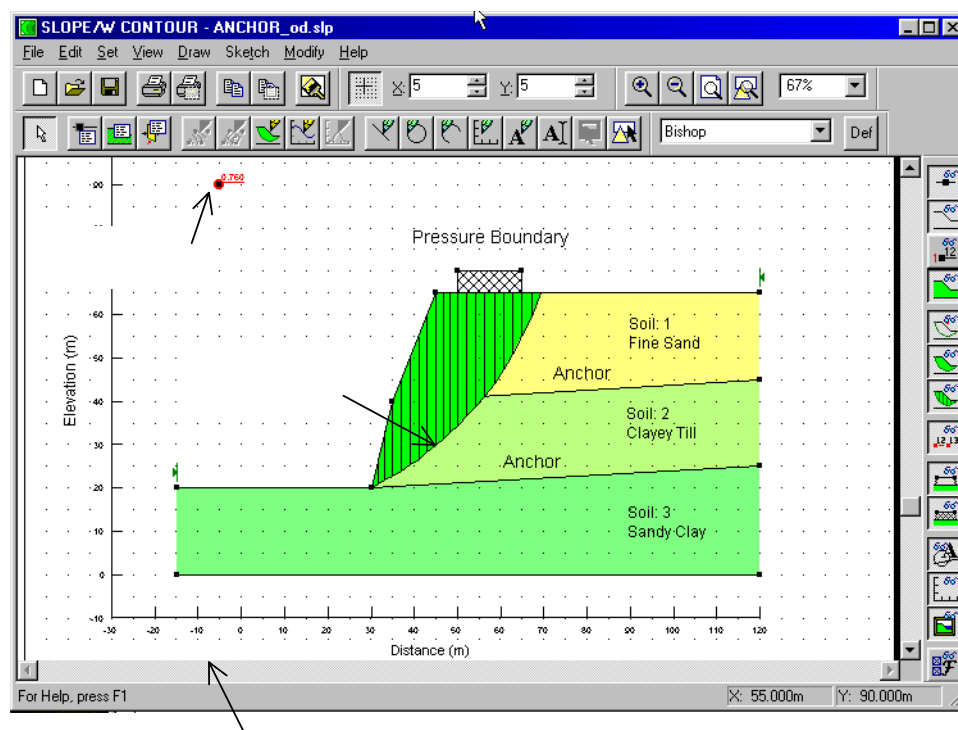 SLOPE/W CONTOUR - ANCHOR_od.slp
File Edit Set View Draw Sketch Modify Help
X: 5 Y: 5 67%
Bishop Def
90
0.760
Pressure Boundary
60
50
40
30
20
10
0
-10
Elevation (m)
Soil: 1
Fine Sand
Anchor
Soil: 2
Clayey Till
Anchor
Soil: 3
Sandy Clay
-30 -20 -10 0 10 20 30 40 50 60 70 80 90 100 110 120
Distance (m)
For Help, press F1 X: 55.000m Y: 90.000m